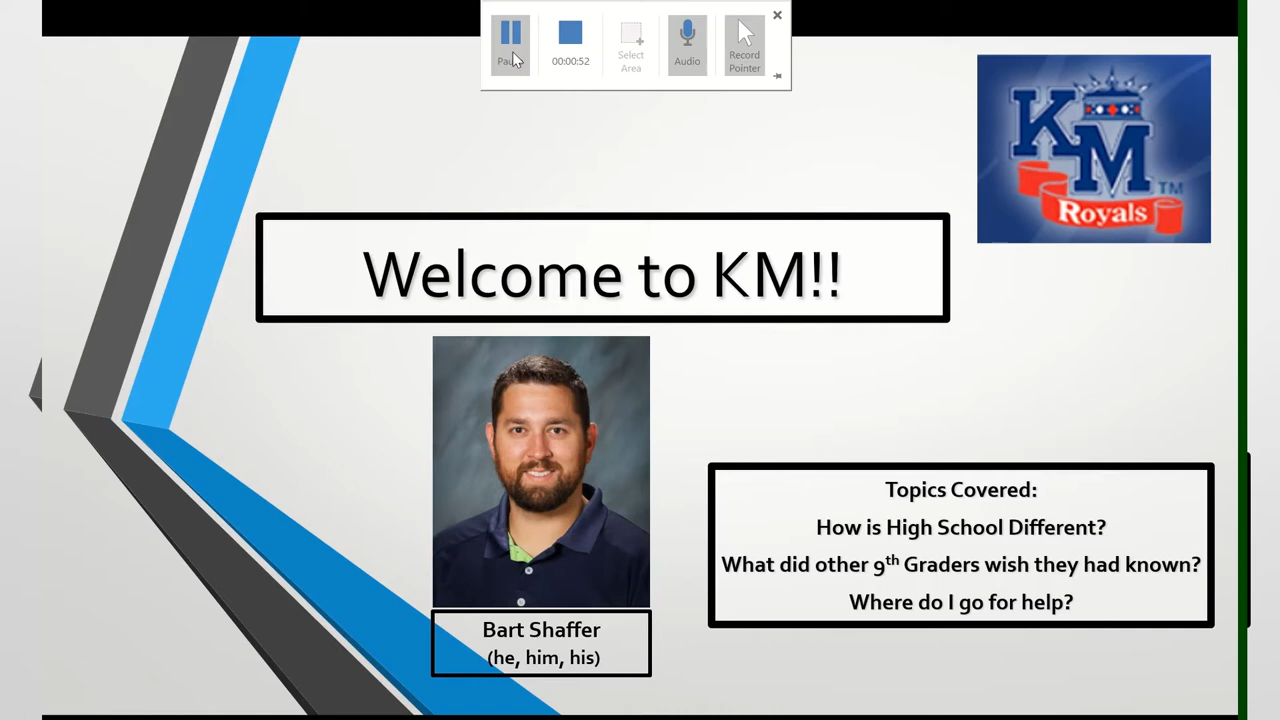 Pau
00:00:52
Select
Area
Audio
Record
Pointer
KM
TM
Royals
Welcome to KM!!
Topics Covered:
How is High School Different?
What did other 9th Graders wish they had known?
Where do I go for help?
Bart Shaffer
(he, him, his)